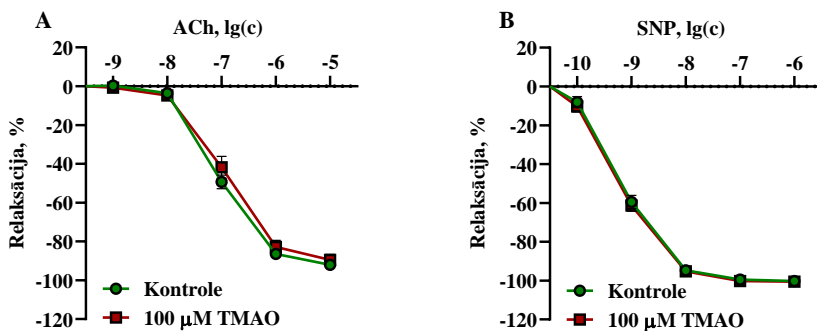 A
ACh, lg(c)
-9 -8 -7 -6 -5
20
0
-20
-40
-60
-80
-100
-120
Relaksācija, %
Kontrole
100 μM TMAO
B
SNP, lg(c)
-10 -9 -8 -7 -6
20
0
-20
-40
-60
-80
-100
-120
Relaksācija, %
Kontrole
100 μM TMAO